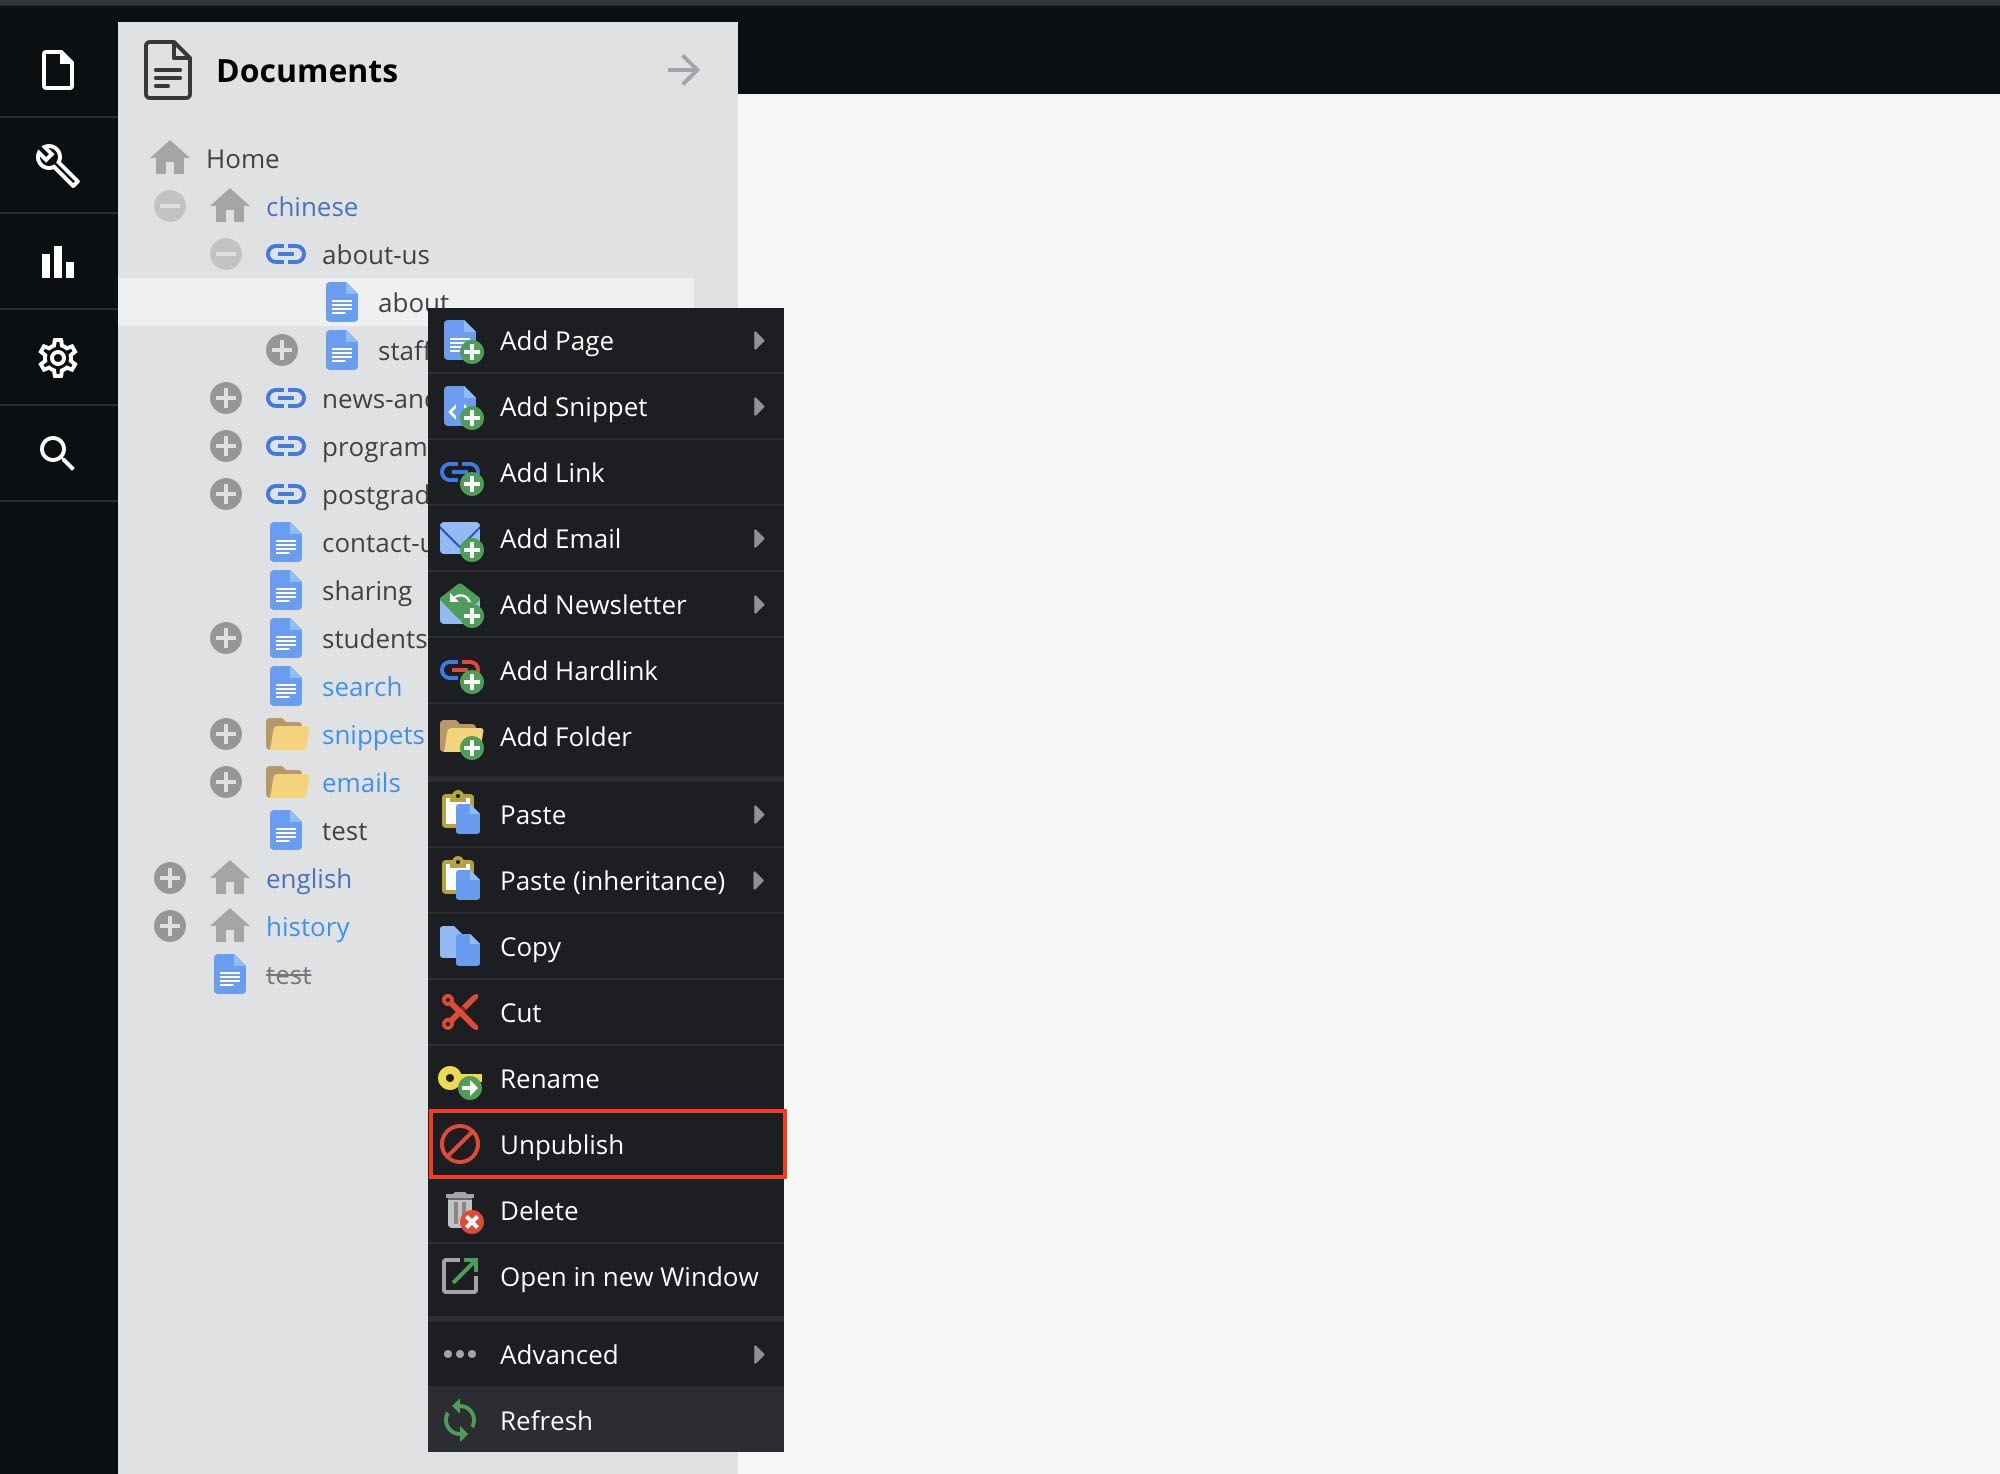 Documents
Home
chinese
about-us
about
staff
news-and
program
postgrad
contact-u
sharing
students
search
snippets
emails
test
english
history
test
Add Page
Add Snippet
Add Link
Add Email
Add Newsletter
Add Hardlink
Add Folder
Paste
Paste (inheritance)
Copy
Cut
Rename
Unpublish
Delete
Open in new Window
Advanced
Refresh